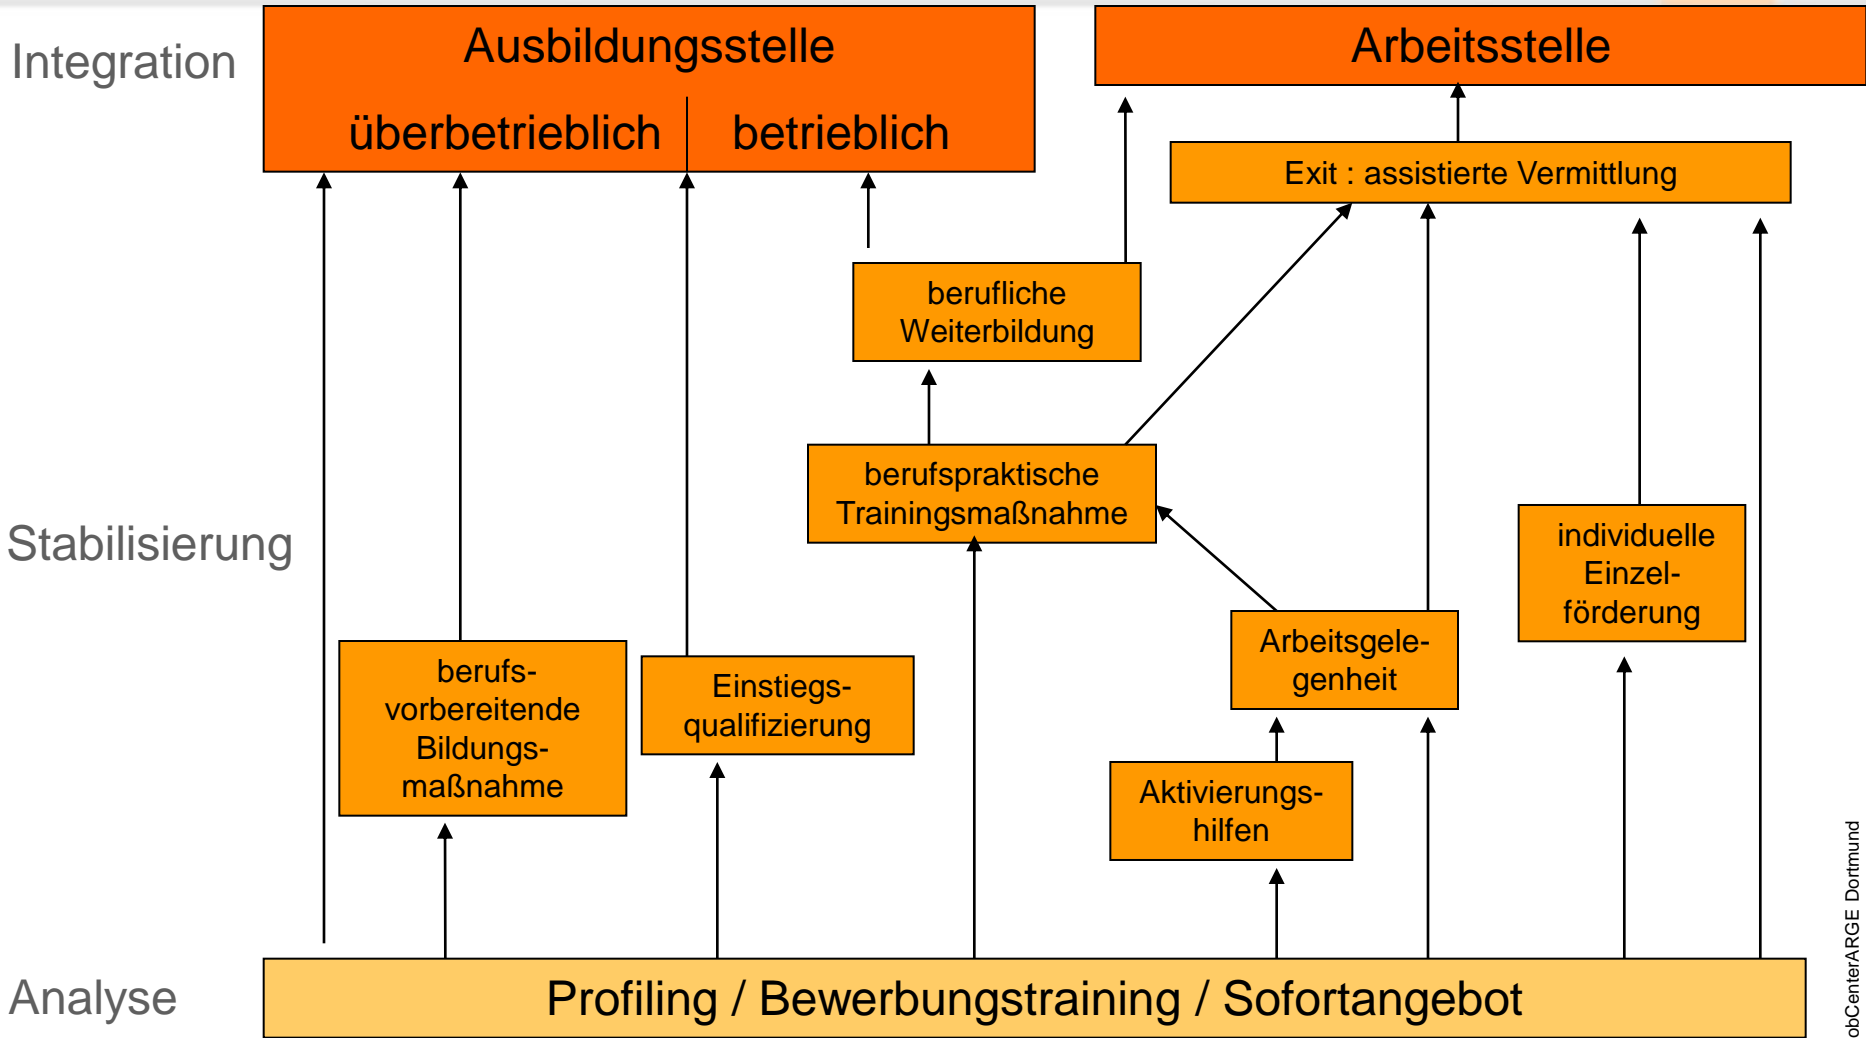 Integration
Ausbildungsstelle
überbetrieblich
betrieblich
Arbeitsstelle
Exit : assistierte Vermittlung
berufliche
Weiterbildung
berufspraktische
Trainingsmaßnahme
Stabilisierung
individuelle
Einzel-
förderung
Arbeitsgele-
genheit
berufs-
vorbereitende
Bildungs-
maßnahme
Einstiegs-
qualifizierung
Aktivierungs-
hilfen
Analyse
Profiling / Bewerbungstraining / Sofortangebot
obCenterARGE Dortmund